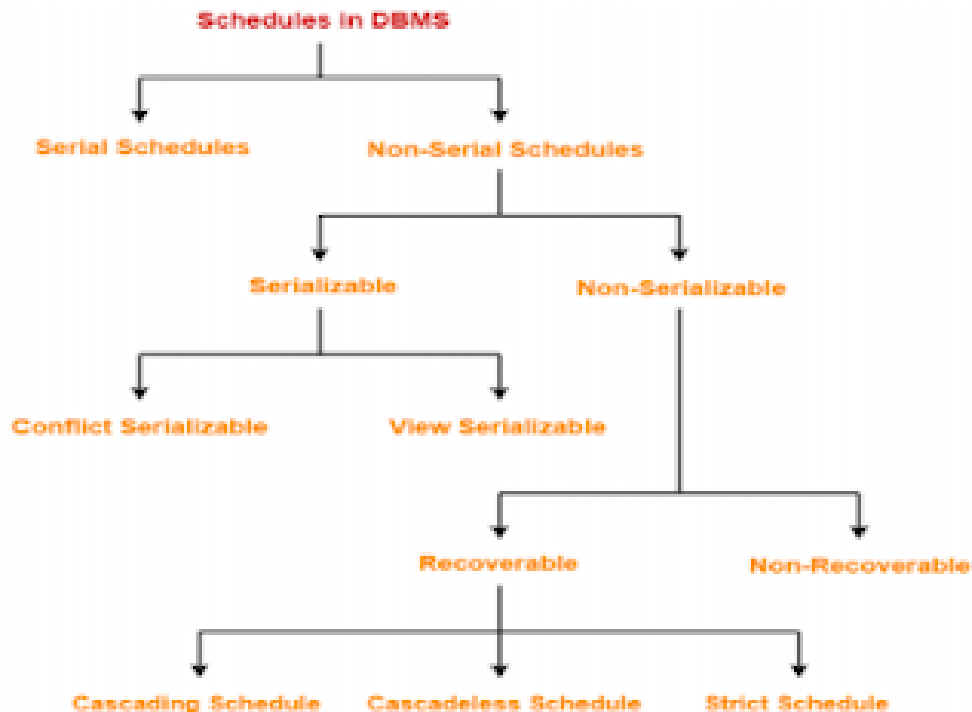 Schedules in DBMS
Serial Schedules
Non-Serial Schedules
Serializable
Non-Serializable
Conflict Serializable
View Serializable
Recoverable
Non-Recoverable
Cascading Schedule
Cascadeless Schedule
Strict Schedule